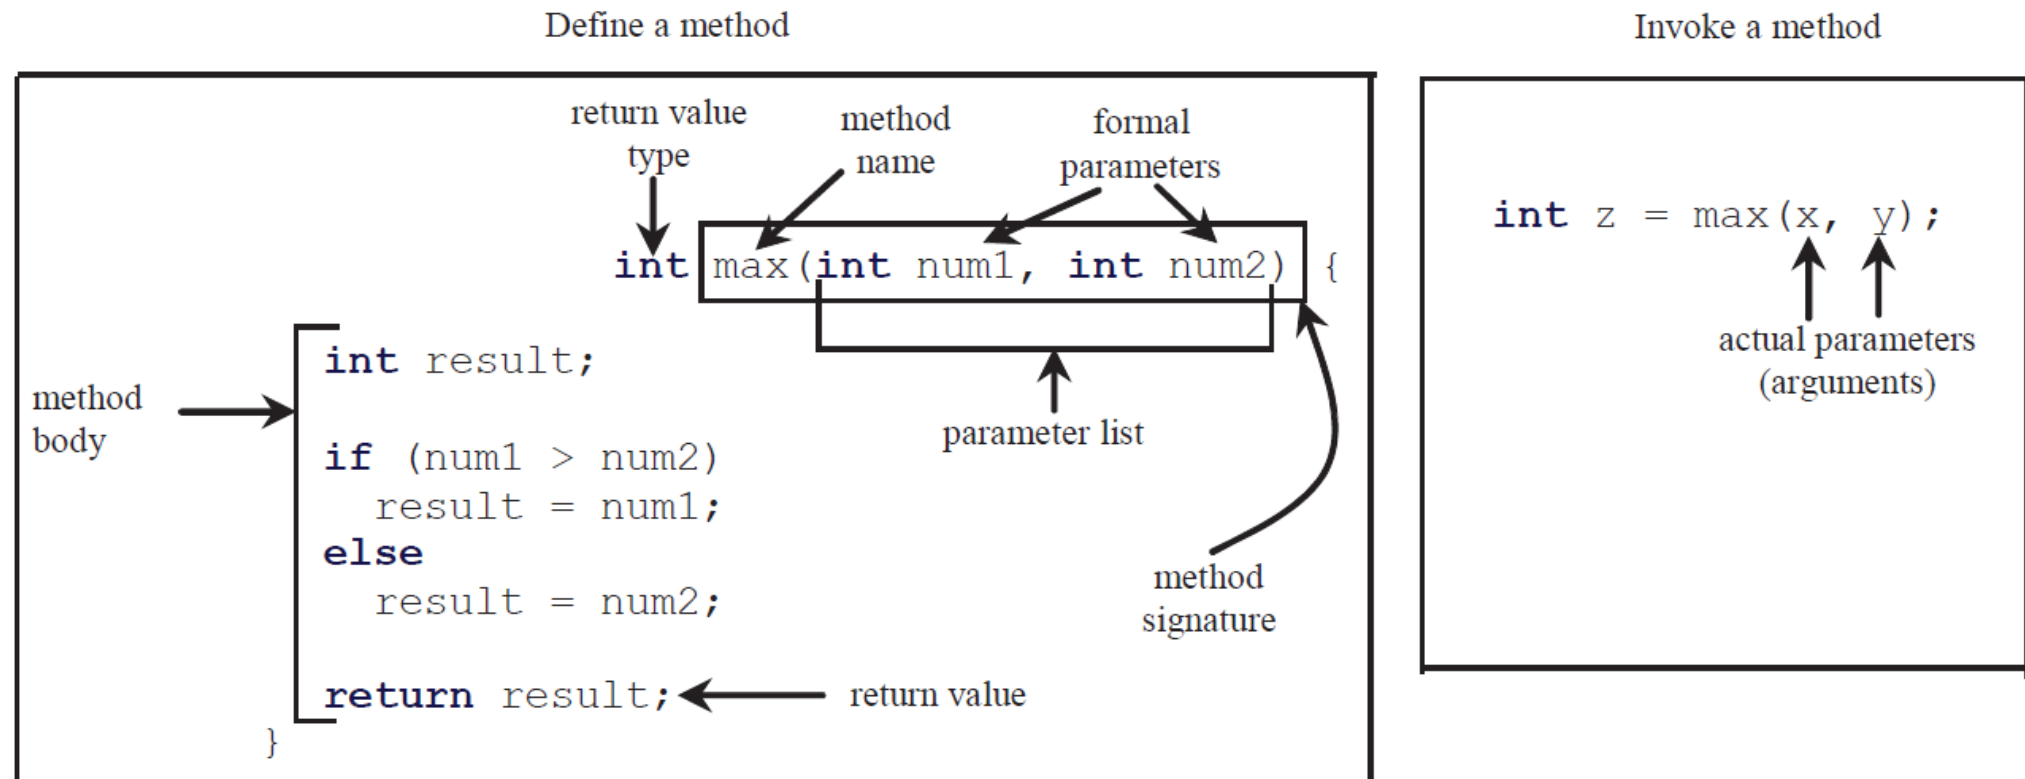 Define a method
Invoke a method
return value
type
method
name
formal
parameters
int max(int num1, int num2) {
parameter list
method
signature
method
body
int result;
if (num1 > num2)
result = num1;
else
result = num2;
return result;
return value
}
int z = max(x, y);
actual parameters
(arguments)